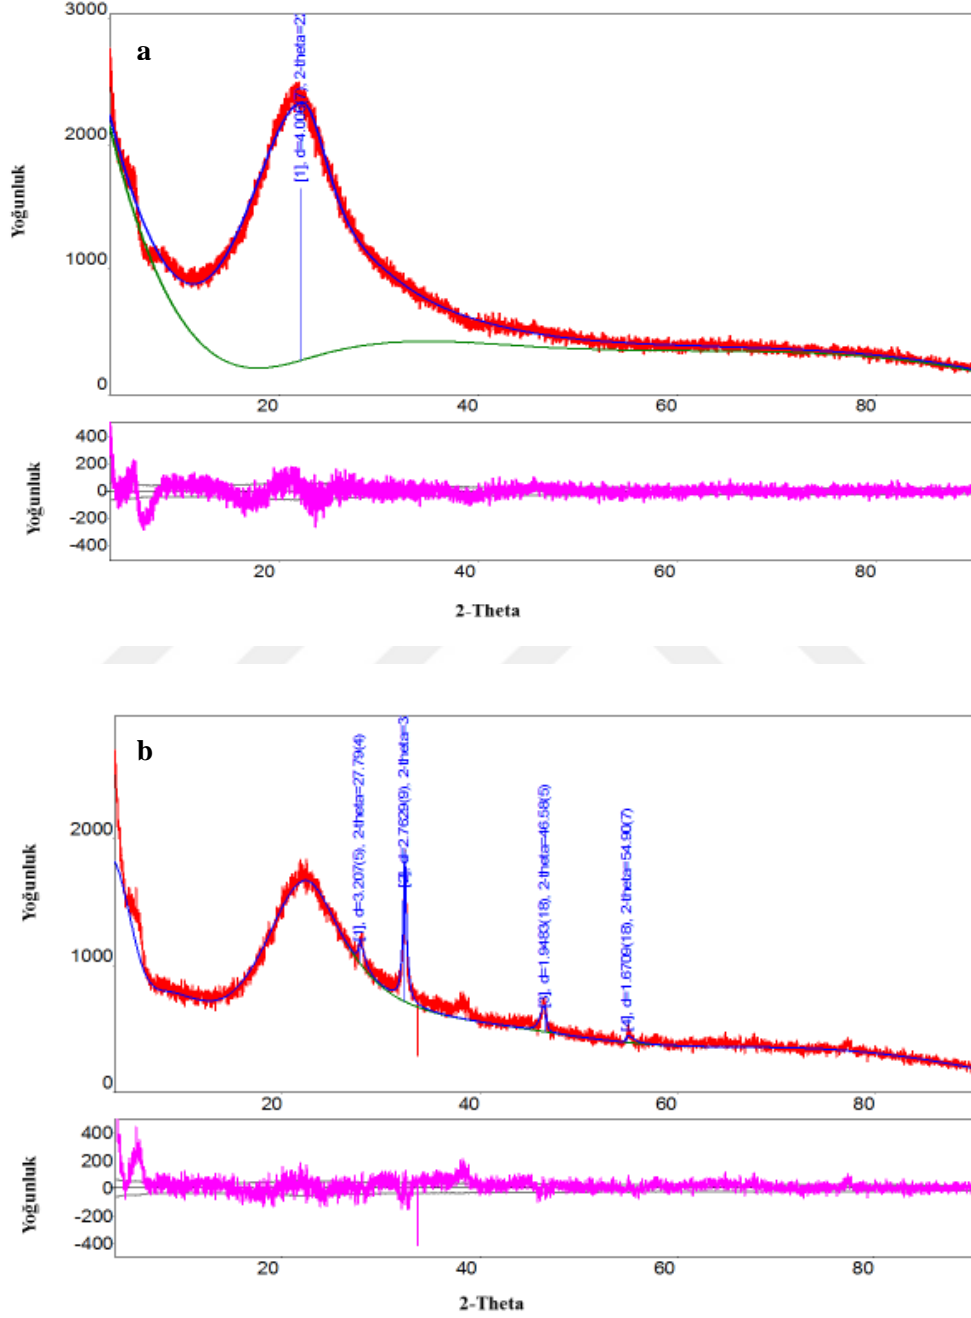 3000
a
2000
1000
0
Yoğunluk
[1], d=4.00
2-theta=22
20 40 60 80
400
200
0
-200
-400
Yoğunluk
20 40 60 80
2-Theta
b
2000
1000
0
Yoğunluk
[1], d=3.207(5), 2-theta=27.79(4)
[2], d=2.7629(9), 2-theta=3
[3], d=1.9483(18), 2-theta=46.58(5)
[4], d=1.6709(18), 2-theta=54.90(7)
20 40 60 80
400
200
0
-200
-400
Yoğunluk
20 40 60 80
2-Theta